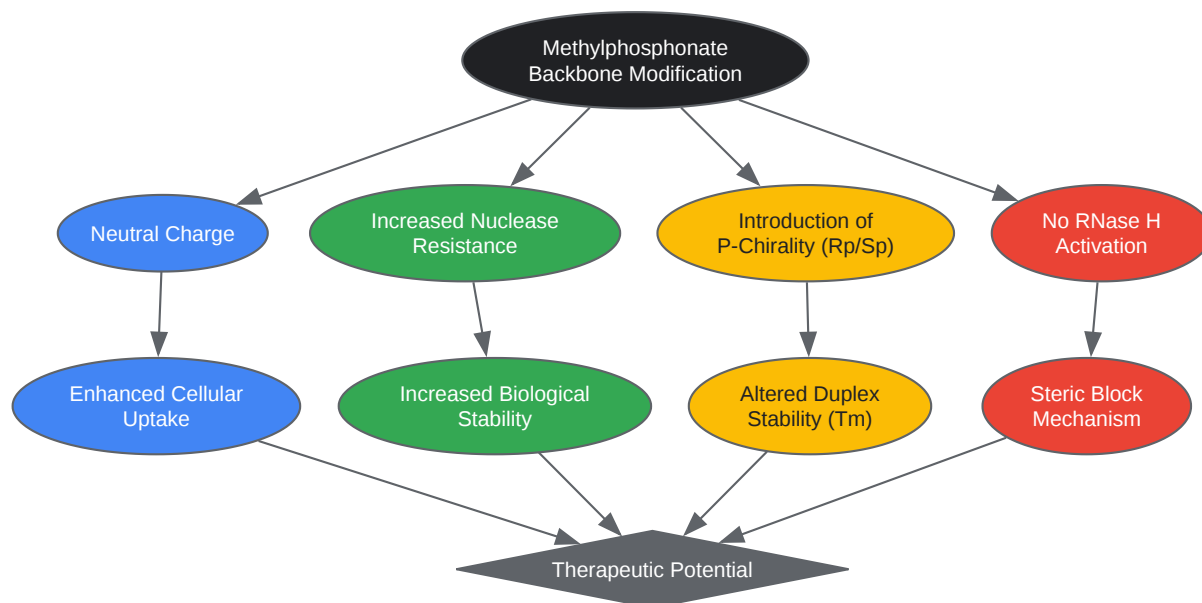 Methylphosphonate
Backbone Modification
Neutral Charge
Increased Nuclease
Resistance
Introduction of
P-Chirality (Rp/Sp)
No RNase H
Activation
Enhanced Cellular
Uptake
Increased Biological
Stability
Altered Duplex
Stability (Tm)
Steric Block
Mechanism
Therapeutic Potential